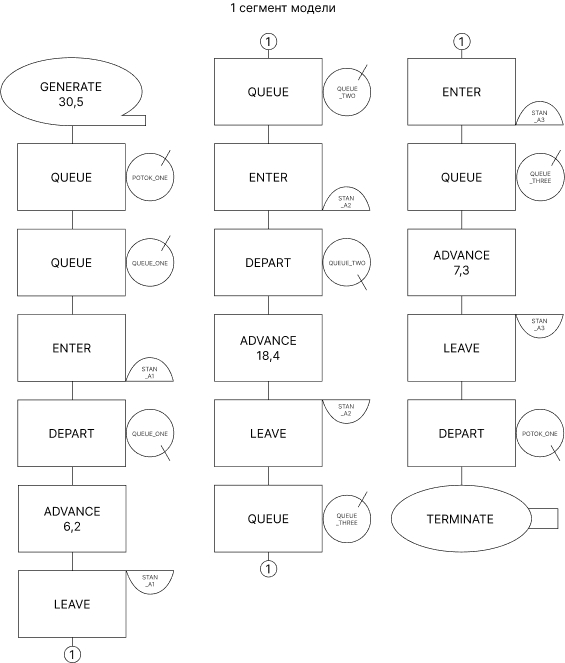 1 сегмент модели
GENERATE
30,5
QUEUE
POTOK_ONE
QUEUE
QUEUE_ONE
ENTER
STAN
_A1
DEPART
QUEUE_ONE
ADVANCE
6,2
LEAVE
STAN
_A1
1
1
QUEUE
QUEUE
_TWO
ENTER
STAN
_A2
DEPART
QUEUE_TWO
ADVANCE
18,4
LEAVE
STAN
_A2
QUEUE
QUEUE
_THREE
1
1
ENTER
STAN
_A3
QUEUE
QUEUE
_THREE
ADVANCE
7,3
LEAVE
STAN
_A3
DEPART
POTOK_ONE
TERMINATE